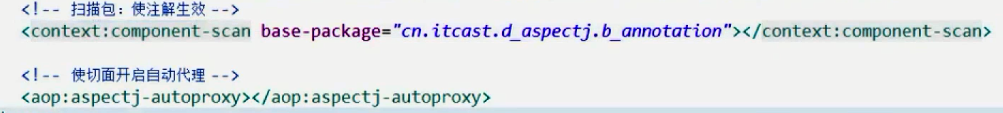 <!-- 扫描包：使注解生效 -->
<context:component-scan base-package="cn.itcast.d_aspectj.b_annotation"></context:component-scan>
<!-- 使切面开启自动代理 -->
<aop:aspectj-autoproxy></aop:aspectj-autoproxy>